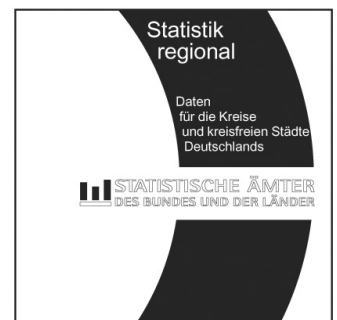 Statistik
regional
Daten
für die Kreise
und kreisfreien Städte
Deutschlands
STATISTISCHE ÄMTER
DES BUNDES UND DER LÄNDER